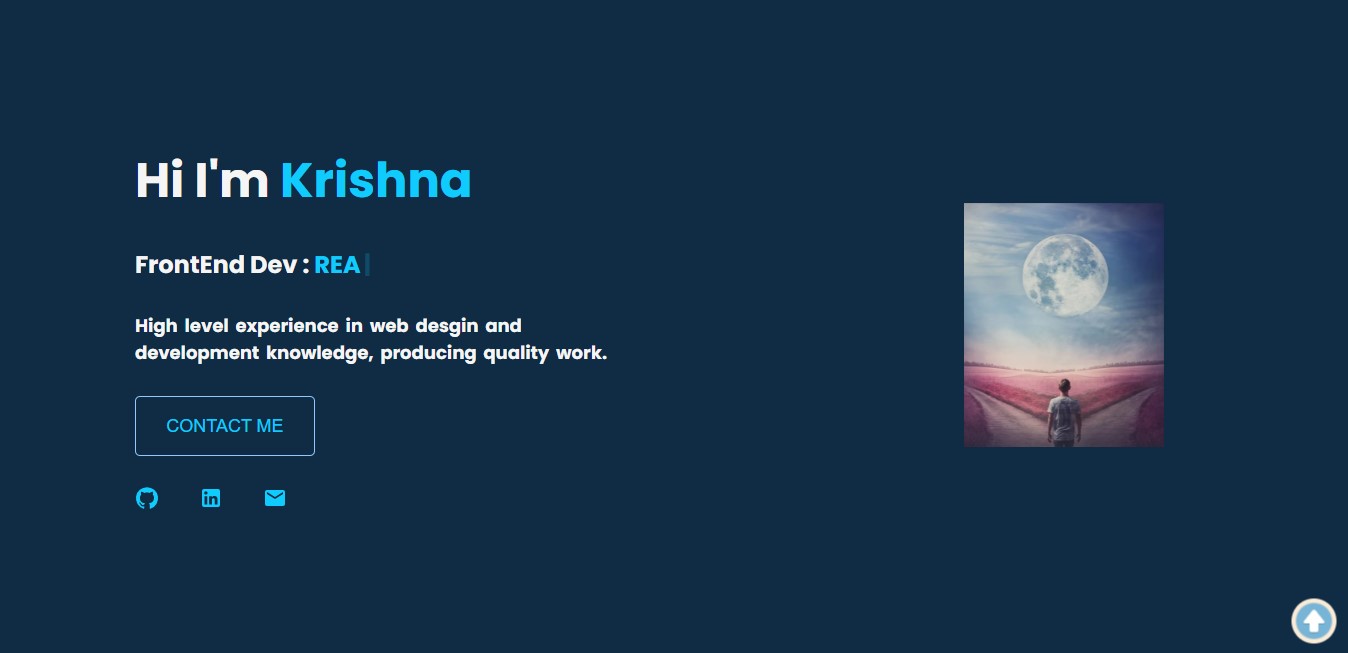 Hi I'm Krishna
FrontEnd Dev : REA
High level experience in web desgin and
development knowledge, producing quality work.
CONTACT ME
in